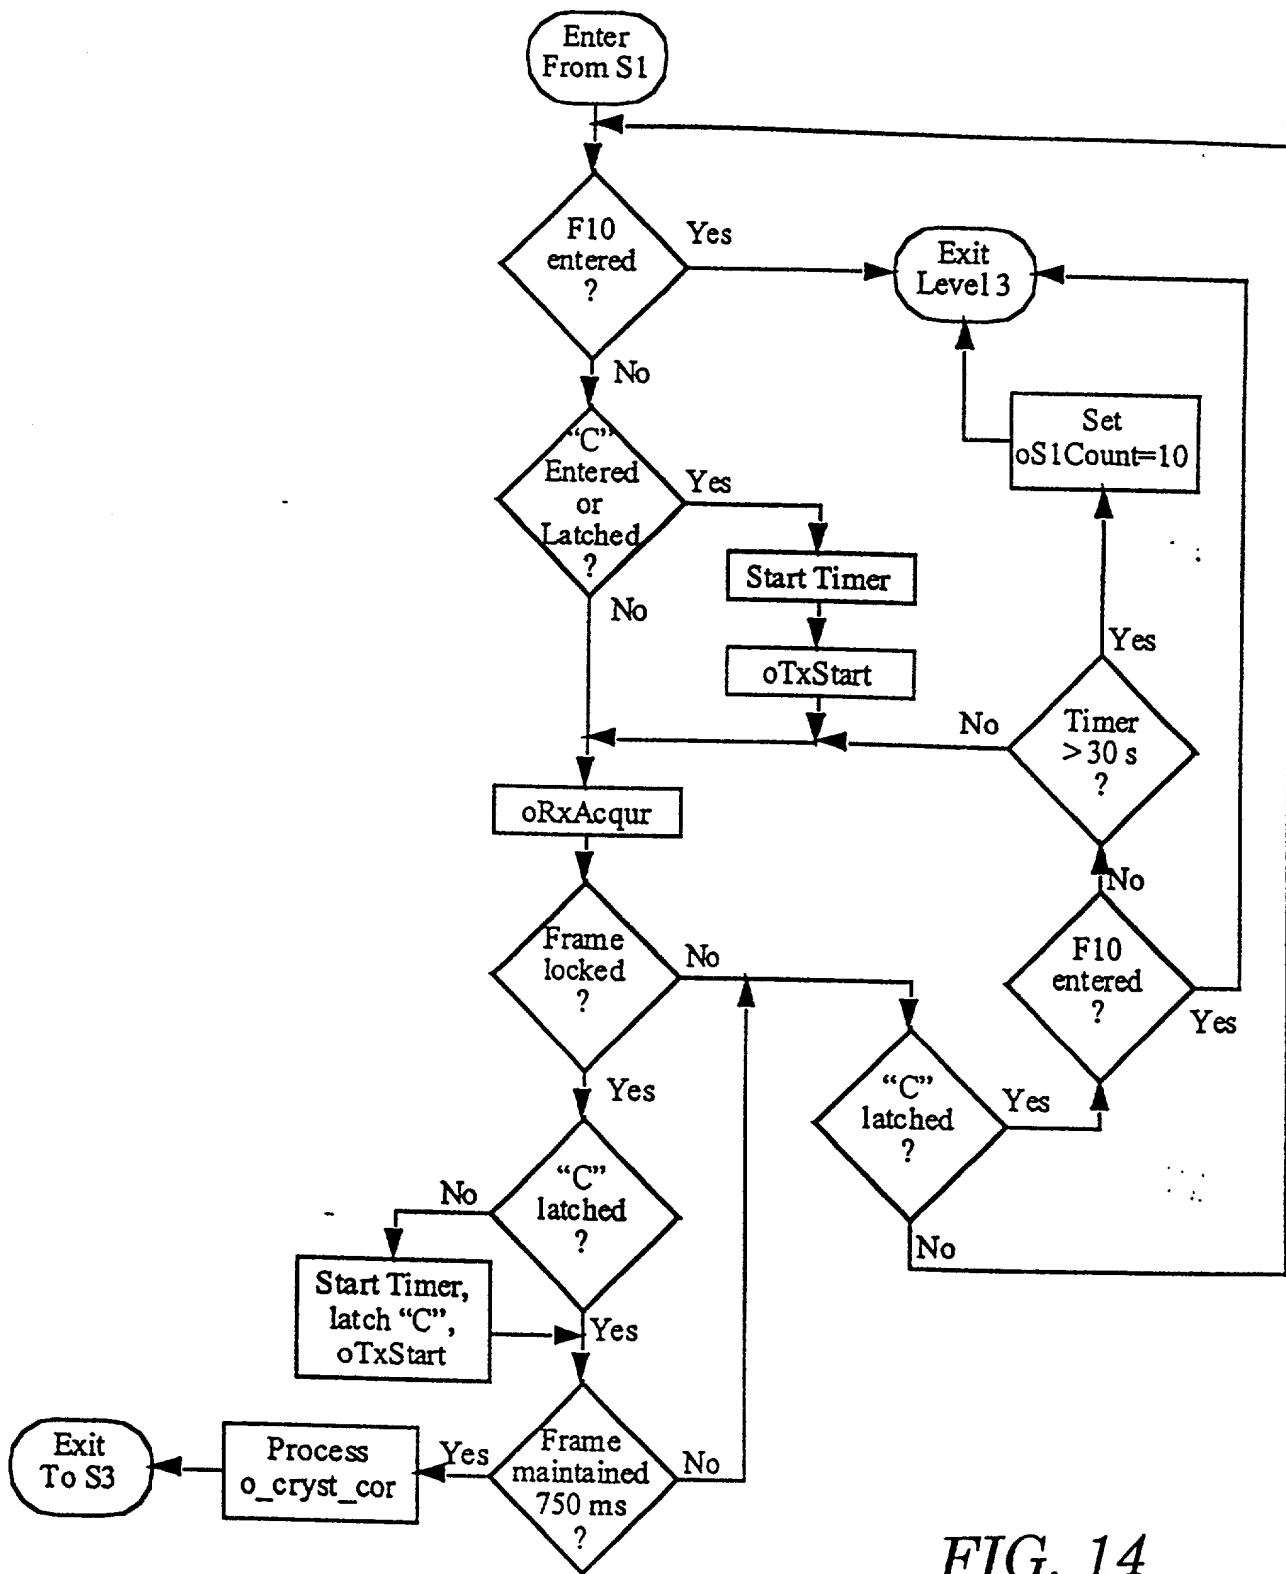 Enter
From S1
F10
entered
?
Yes
No
Exit
Level 3
Set
oS1Count=10
"C"
Entered
or
Latched
?
Yes
No
Start Timer
oTxStart
Yes
Timer
> 30 s
?
No
oRxAcqur
No
Frame
locked
?
No
Yes
F10
entered
?
Yes
"C"
latched
?
Yes
No
"C"
latched
?
No
Yes
Start Timer,
latch "C",
oTxStart
Frame
maintained
750 ms
?
Yes
No
Process
o_cryst_cor
Exit
To S3
FIG. 14